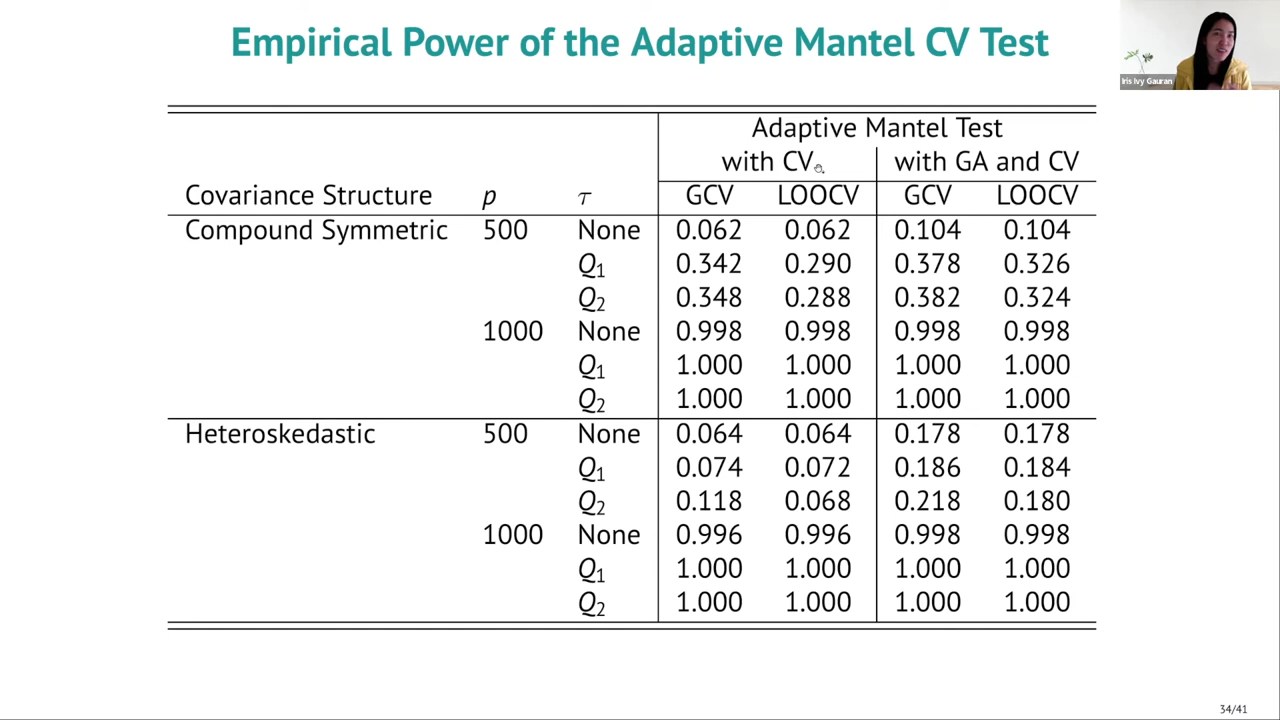 Empirical Power of the Adaptive Mantel CV Test
Iris Ivy Gauran
Adaptive Mantel Test
with CV with GA and CV
Covariance Structure p τ GCV LOOCV GCV LOOCV
Compound Symmetric 500 None 0.062 0.062 0.104 0.104
Q1 0.342 0.290 0.378 0.326
Q2 0.348 0.288 0.382 0.324
1000 None 0.998 0.998 0.998 0.998
Q1 1.000 1.000 1.000 1.000
Q2 1.000 1.000 1.000 1.000
Heteroskedastic 500 None 0.064 0.064 0.178 0.178
Q1 0.074 0.072 0.186 0.184
Q2 0.118 0.068 0.218 0.180
1000 None 0.996 0.996 0.998 0.998
Q1 1.000 1.000 1.000 1.000
Q2 1.000 1.000 1.000 1.000
34/41